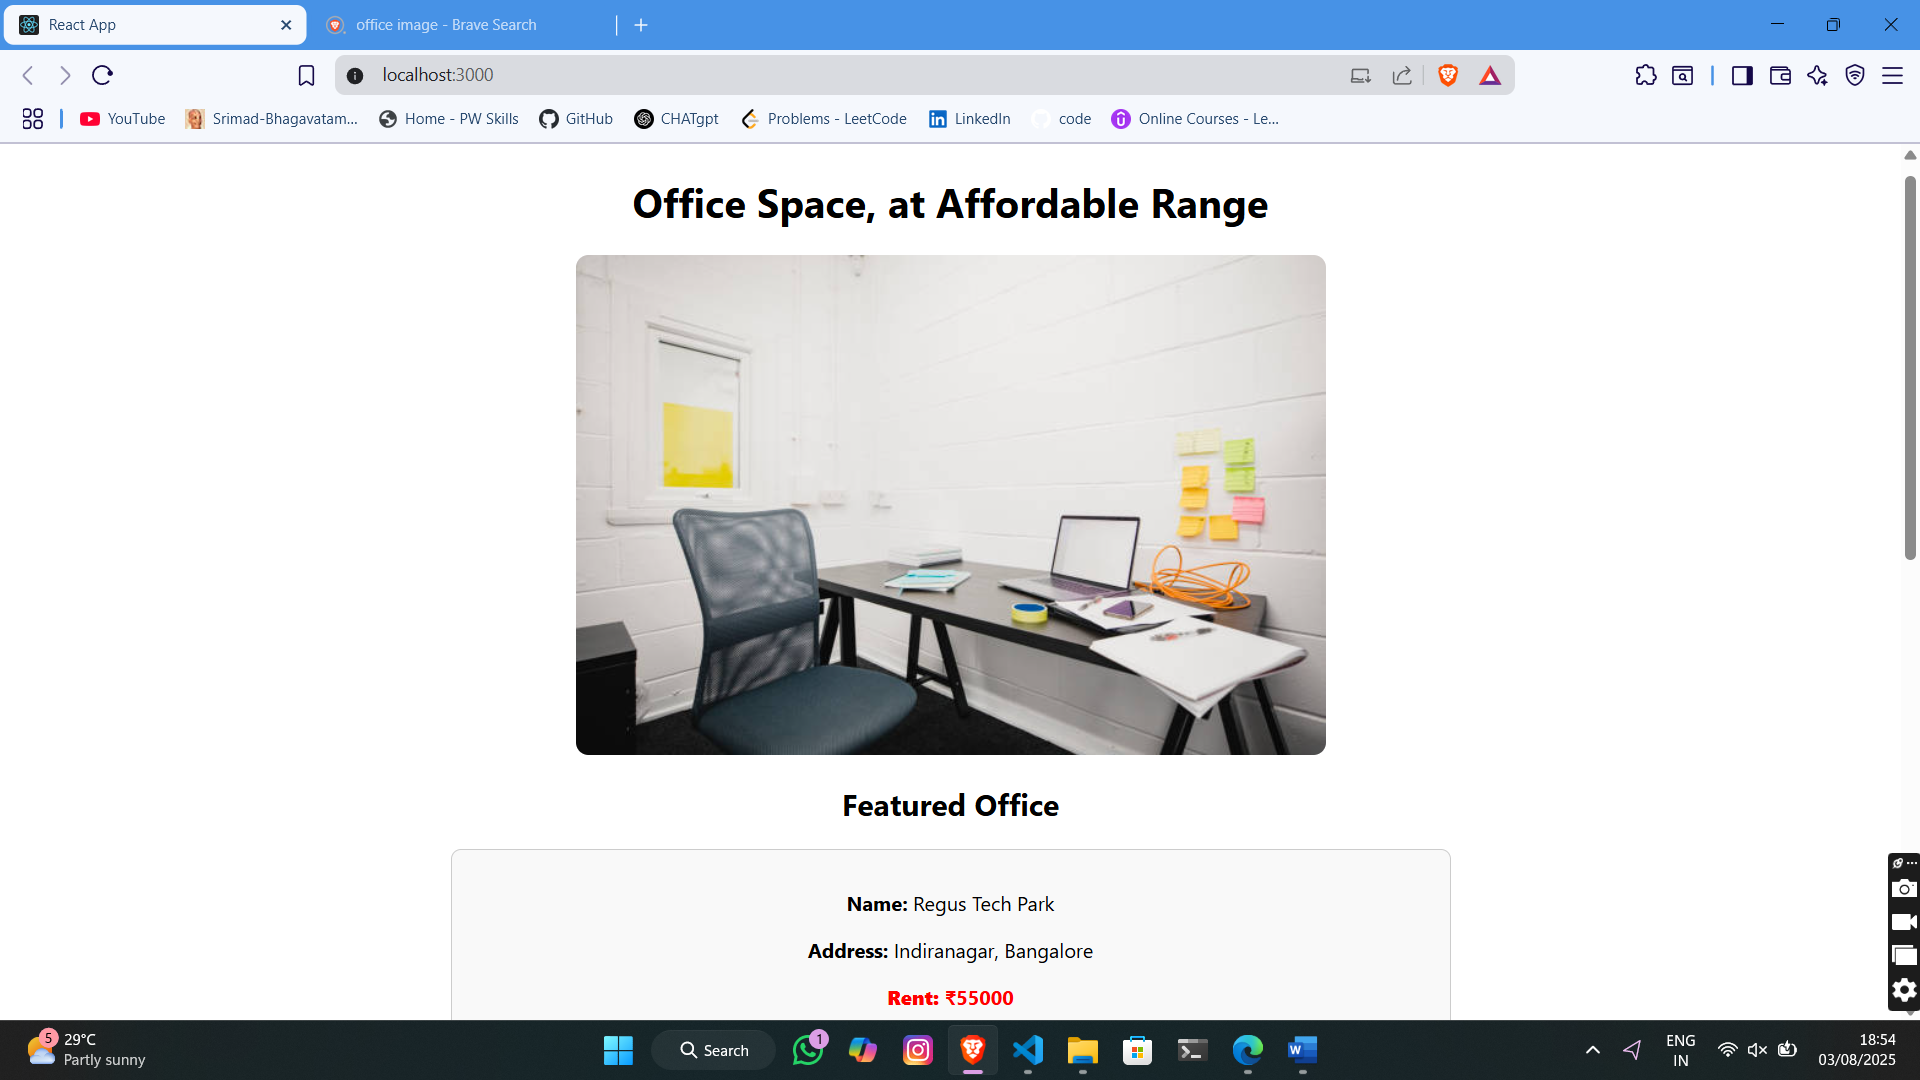 React App
office image - Brave Search
localhost:3000
YouTube
Srimad-Bhagavatam...
Home - PW Skills
GitHub
CHATgpt
Problems - LeetCode
LinkedIn
code
Online Courses - Le...
Office Space, at Affordable Range
Featured Office
Name: Regus Tech Park
Address: Indiranagar, Bangalore
Rent: ₹55000
5
29°C
Partly sunny
Search
1
ENG
IN
18:54
03/08/2025